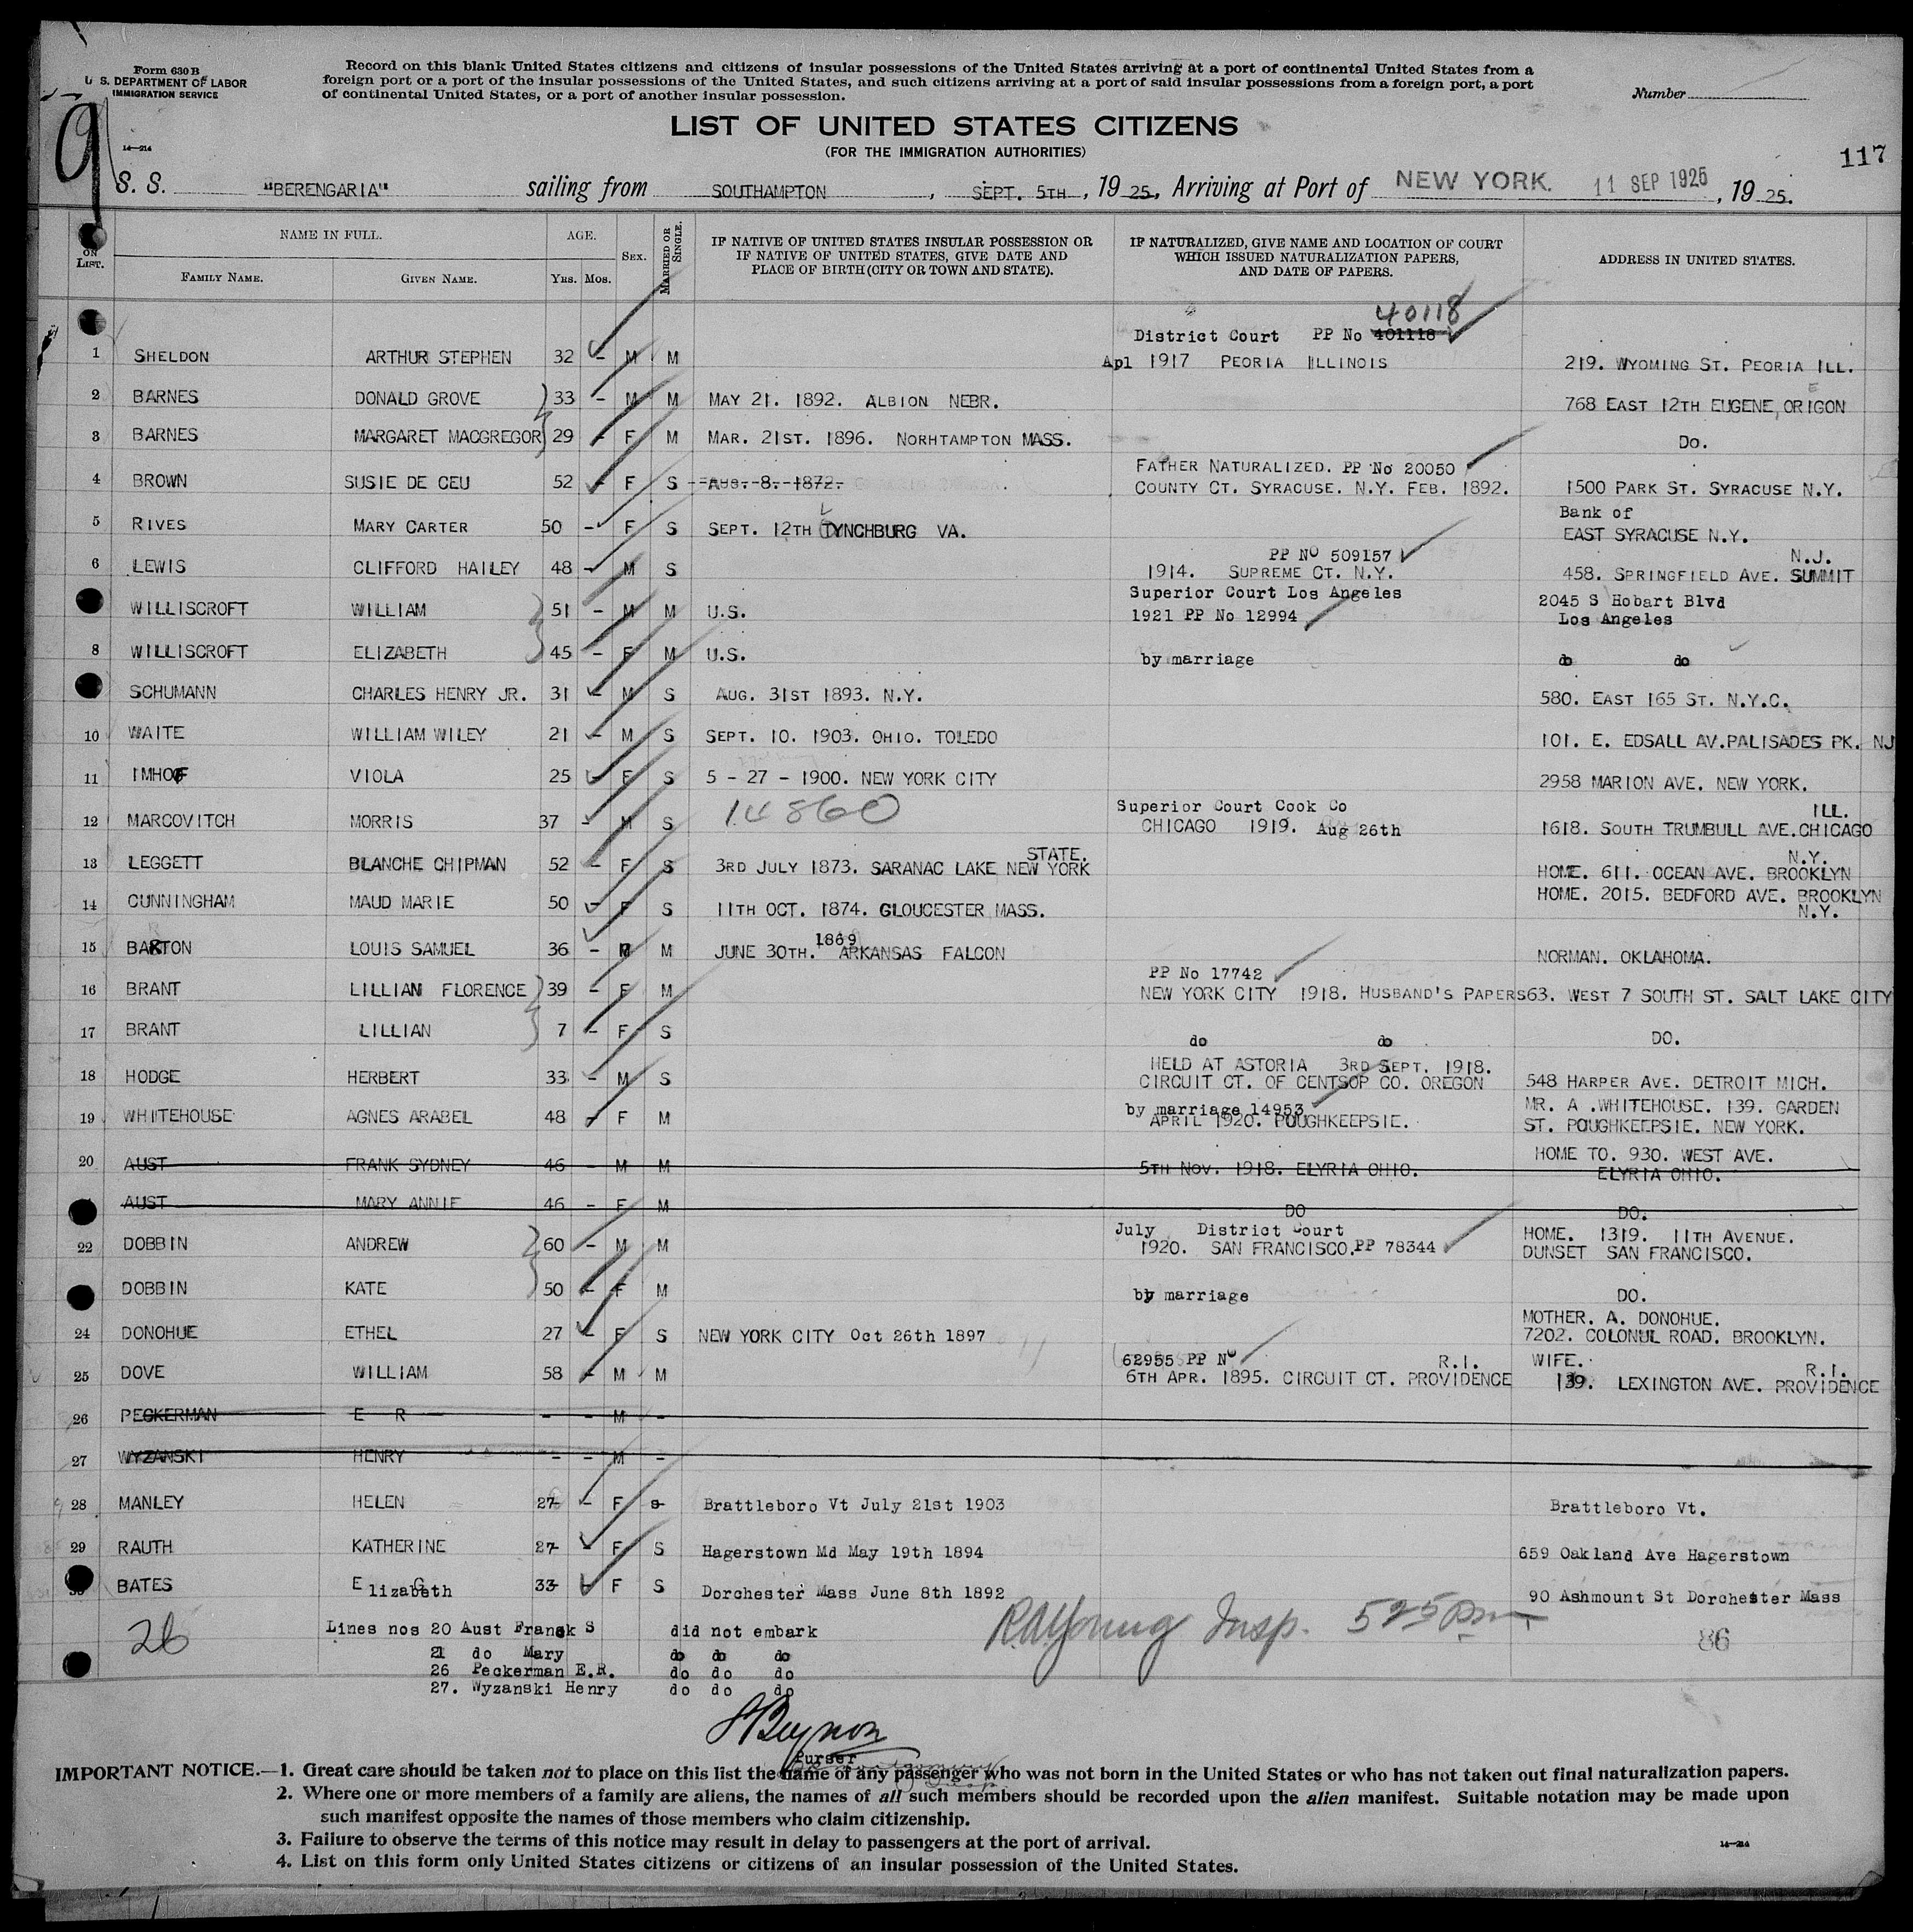 Form 630 B
U. S. DEPARTMENT OF LABOR
IMMIGRATION SERVICE
14—214
Record on this blank United States citizens and citizens of insular possessions of the United States arriving at a port of continental United States from a
foreign port or a port of the insular possessions of the United States, and such citizens arriving at a port of said insular possessions from a foreign port, a port
of continental United States, or a port of another insular possession.
Number
9
LIST OF UNITED STATES CITIZENS
(FOR THE IMMIGRATION AUTHORITIES)
117
S. S. "BERENGARIA" sailing from SOUTHAMPTON, SEPT. 5TH, 1925, Arriving at Port of NEW YORK. 11 SEP 1925, 1925.
ON LIST. NAME IN FULL. FAMILY NAME. GIVEN NAME. AGE. YRS. MOS. SEX. MARRIED OR SINGLE. IF NATIVE OF UNITED STATES INSULAR POSSESSION OR IF NATIVE OF UNITED STATES, GIVE DATE AND PLACE OF BIRTH (CITY OR TOWN AND STATE). IF NATURALIZED, GIVE NAME AND LOCATION OF COURT WHICH ISSUED NATURALIZATION PAPERS, AND DATE OF PAPERS. ADDRESS IN UNITED STATES.
40118
District Court PP No 401118
1 SHELDON ARTHUR STEPHEN 32 - M M Apl 1917 PEORIA ILLINOIS 219. WYOMING ST. PEORIA ILL.
E
2 BARNES DONALD GROVE 33 - M M MAY 21. 1892. ALBION NEBR. 768 EAST 12TH EUGENE, ORIGON
3 BARNES MARGARET MACGREGOR 29 - F M MAR. 21ST. 1896. NORHTAMPTON MASS. DO.
FATHER NATURALIZED. PP No 20050
4 BROWN SUSIE DE CEU 52 - F S AUG. 8. 1872. COUNTY CT. SYRACUSE. N.Y. FEB. 1892. 1500 PARK ST. SYRACUSE N.Y.
Bank of
5 RIVES MARY CARTER 50 - F S SEPT. 12TH LYNCHBURG VA. EAST SYRACUSE N.Y.
PP No 509157 N.J.
6 LEWIS CLIFFORD HAILEY 48 - M S 1914. SUPREME CT. N.Y. 458. SPRINGFIELD AVE. SUMMIT
Superior Court Los Angeles 2045 S Hobart Blvd
WILLISCROFT WILLIAM 51 - M M U.S. 1921 PP No 12994 Los Angeles
8 WILLISCROFT ELIZABETH 45 - F M U.S. by marriage do do
SCHUMANN CHARLES HENRY JR. 31 - M S AUG. 31ST 1893. N.Y. 580. EAST 165 ST. N.Y.C.
10 WAITE WILLIAM WILEY 21 - M S SEPT. 10. 1903. OHIO. TOLEDO 101. E. EDSALL AV.PALISADES PK. NJ
11 IMHOF VIOLA 25 - F S 5 - 27 - 1900. NEW YORK CITY 2958 MARION AVE. NEW YORK.
14860 Superior Court Cook Co ILL.
12 MARCOVITCH MORRIS 37 - M S CHICAGO 1919. Aug 26th 1618. SOUTH TRUMBULL AVE.CHICAGO
STATE. N.Y.
13 LEGGETT BLANCHE CHIPMAN 52 - F S 3RD JULY 1873. SARANAC LAKE NEW YORK HOME. 611. OCEAN AVE. BROOKLYN
14 CUNNINGHAM MAUD MARIE 50 - F S 11TH OCT. 1874. GLOUCESTER MASS. HOME. 2015. BEDFORD AVE. BROOKLYN
N.Y.
1869
15 BARTON LOUIS SAMUEL 36 - M M JUNE 30TH. ARKANSAS FALCON NORMAN. OKLAHOMA.
PP No 17742
16 BRANT LILLIAN FLORENCE 39 - F M NEW YORK CITY 1918. HUSBAND'S PAPERS 63. WEST 7 SOUTH ST. SALT LAKE CITY
17 BRANT LILLIAN 7 - F S do do DO.
HELD AT ASTORIA 3RD SEPT. 1918.
18 HODGE HERBERT 33 - M S CIRCUIT CT. OF CENTSOP CO. OREGON 548 HARPER AVE. DETROIT MICH.
by marriage 14953 MR. A .WHITEHOUSE. 139. GARDEN
19 WHITEHOUSE AGNES ARABEL 48 - F M APRIL 1920. POUGHKEEPSIE. ST. POUGHKEEPSIE. NEW YORK.
HOME TO. 930. WEST AVE.
20 AUST FRANK SYDNEY 46 - M M 5TH NOV. 1918. ELYRIA OHIO. ELYRIA OHIO.
AUST MARY ANNIE 46 - F M DO DO.
July District Court HOME. 1319. 11TH AVENUE.
22 DOBBIN ANDREW 60 - M M 1920. SAN FRANCISCO.PP 78344 DUNSET SAN FRANCISCO.
DOBBIN KATE 50 - F M by marriage DO.
MOTHER. A. DONOHUE.
24 DONOHUE ETHEL 27 - F S NEW YORK CITY Oct 26th 1897 7202. COLONUL ROAD. BROOKLYN.
62955 PP No R.I. WIFE. R.I.
25 DOVE WILLIAM 58 - M M 6TH APR. 1895. CIRCUIT CT. PROVIDENCE 139. LEXINGTON AVE. PROVIDENCE
26 PECKERMAN E R - - M -
27 WYZANSKI HENRY - - M -
28 MANLEY HELEN 27 - F S Brattleboro Vt July 21st 1903 Brattleboro Vt.
29 RAUTH KATHERINE 27 - F S Hagerstown Md May 19th 1894 659 Oakland Ave Hagerstown
BATES Elizabeth G 33 - F S Dorchester Mass June 8th 1892 90 Ashmount St Dorchester Mass
26 Lines nos 20 Aust Frank S did not embark R.A. Young Insp. 5 25 Pm 86
21 do Mary do do do
26 Peckerman E.R. do do do
27. Wyzanski Henry do do do
Purser
IMPORTANT NOTICE.—1. Great care should be taken not to place on this list the name of any passenger who was not born in the United States or who has not taken out final naturalization papers.
2. Where one or more members of a family are aliens, the names of all such members should be recorded upon the alien manifest. Suitable notation may be made upon
such manifest opposite the names of those members who claim citizenship.
3. Failure to observe the terms of this notice may result in delay to passengers at the port of arrival.
14—214
4. List on this form only United States citizens or citizens of an insular possession of the United States.